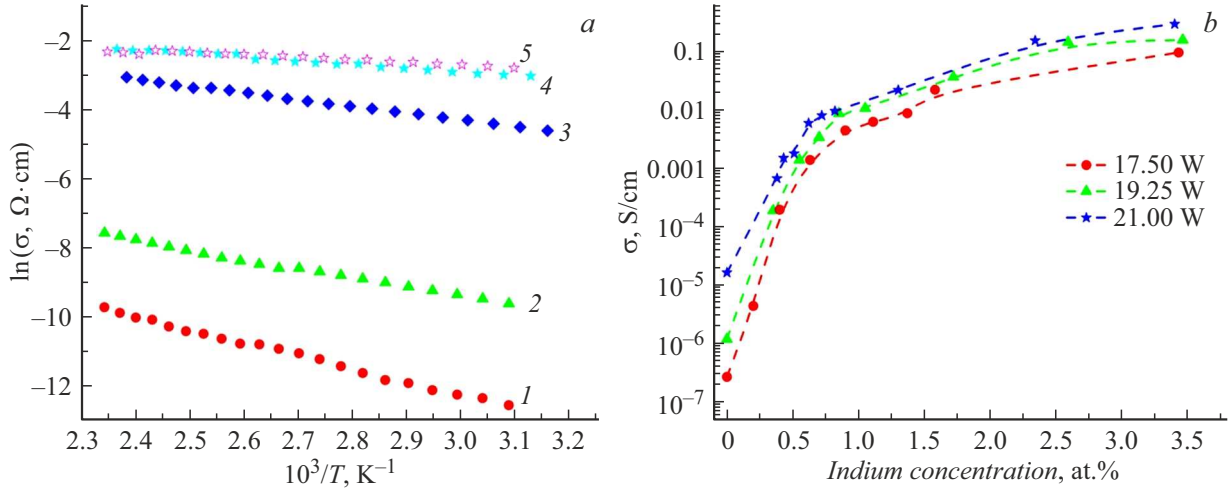 a
ln(σ, Ω·cm)
−2
−4
−6
−8
−10
−12
5
4
3
2
1
2.3 2.4 2.5 2.6 2.7 2.8 2.9 3.0 3.1 3.2
10³/T, K⁻¹
b
σ, S/cm
0.1
0.01
0.001
10⁻⁴
10⁻⁵
10⁻⁶
10⁻⁷
17.50 W
19.25 W
21.00 W
0 0.5 1.0 1.5 2.0 2.5 3.0 3.5
Indium concentration, at.%